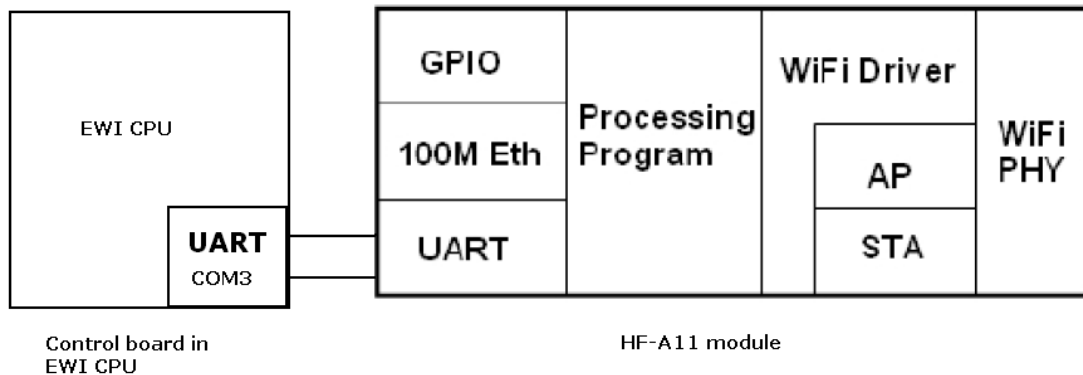 EWI CPU
UART
COM3
GPIO
100M Eth
UART
Processing
Program
WiFi Driver
AP
STA
WiFi
PHY
Control board in
EWI CPU
HF-A11 module